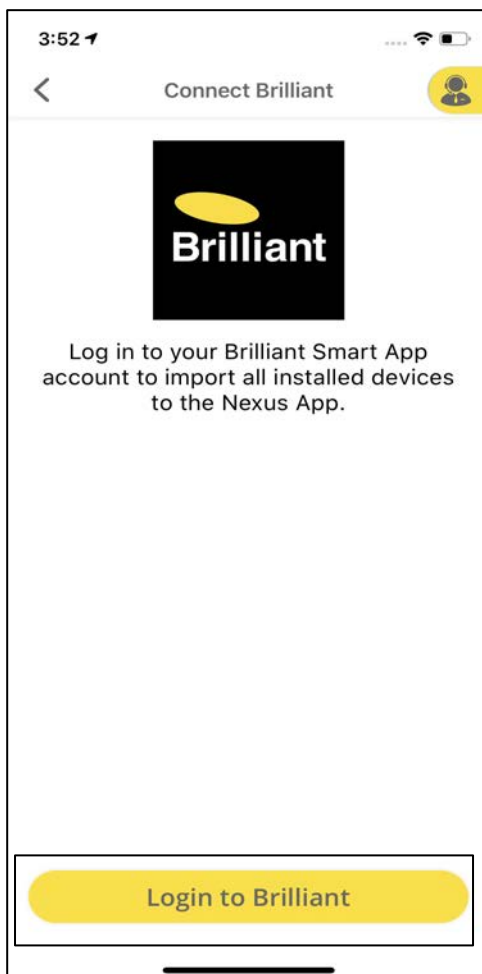 3:52
Connect Brilliant
Brilliant
Log in to your Brilliant Smart App
account to import all installed devices
to the Nexus App.
Login to Brilliant